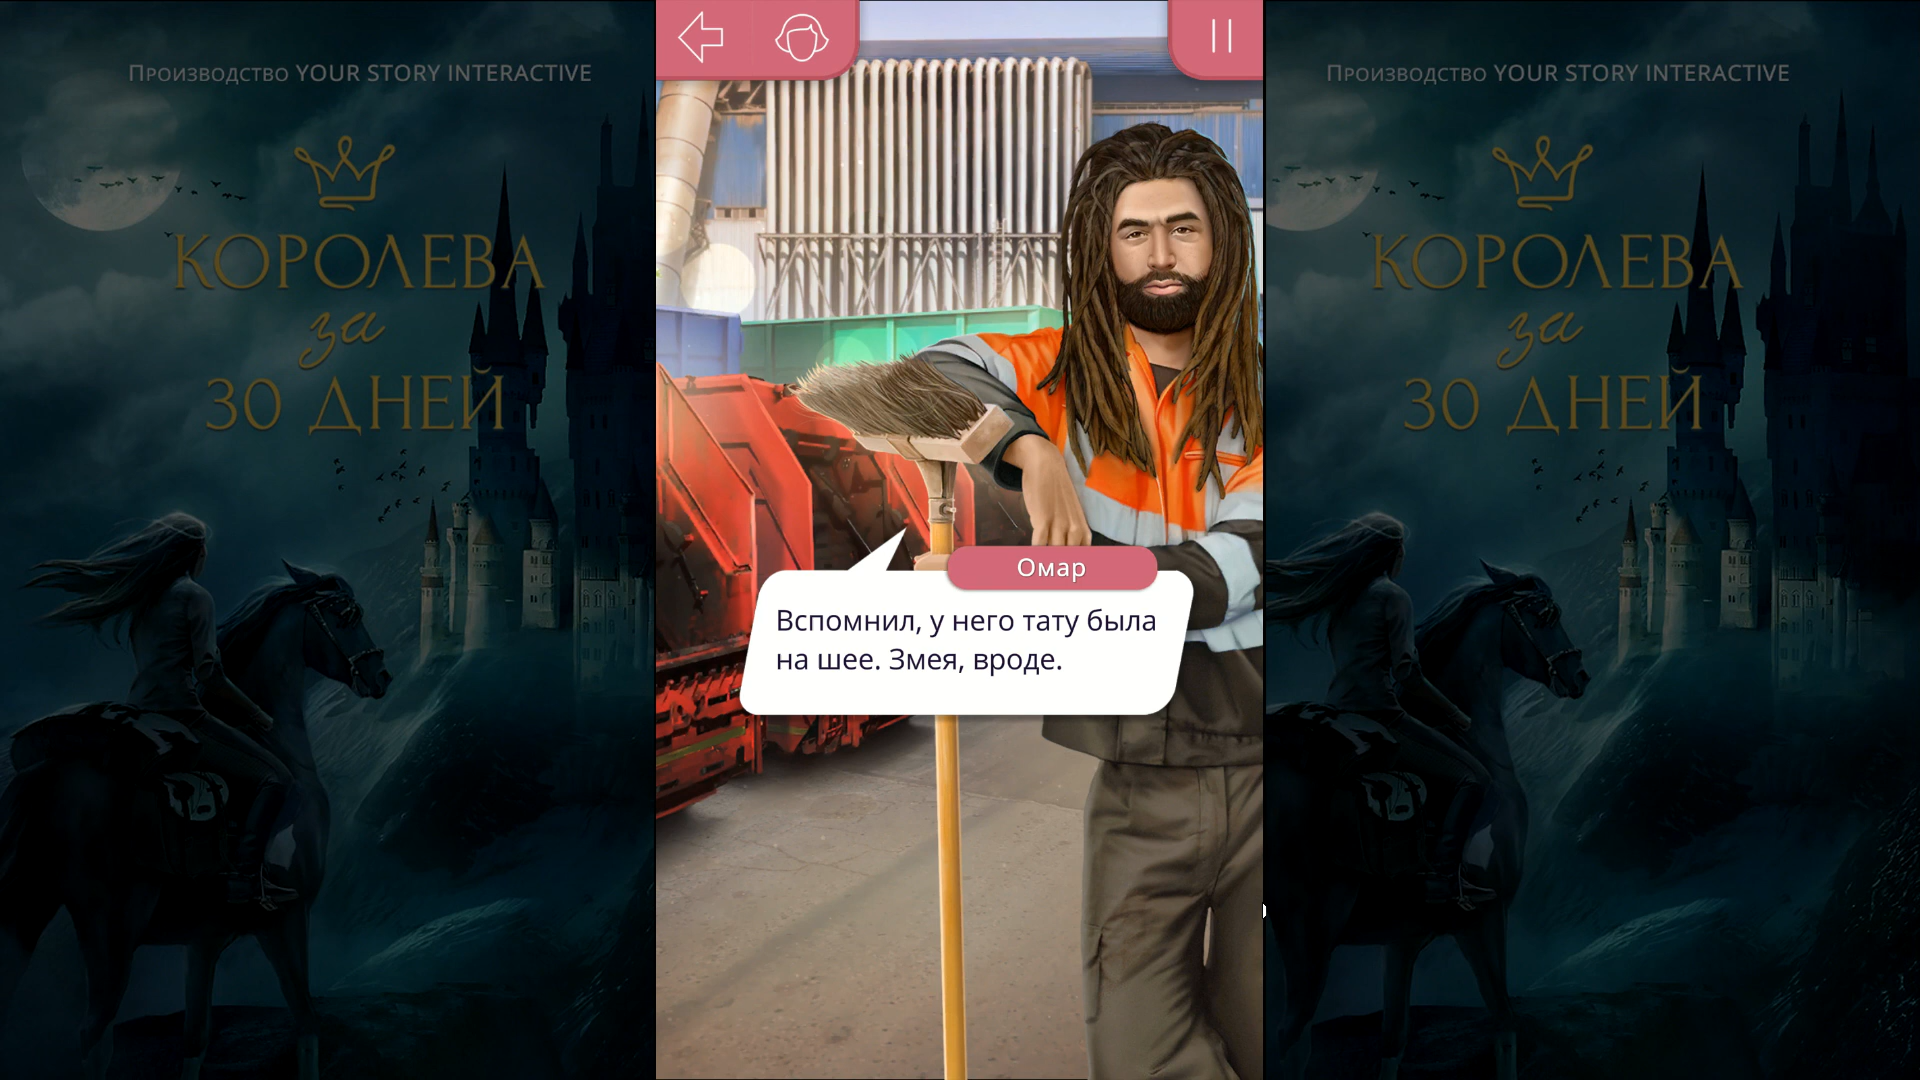 Производство YOUR STORY INTERACTIVE
КОРОЛЕВА
за
30 ДНЕЙ
Омар
Вспомнил, у него тату была
на шее. Змея, вроде.
Производство YOUR STORY INTERACTIVE
КОРОЛЕВА
за
30 ДНЕЙ